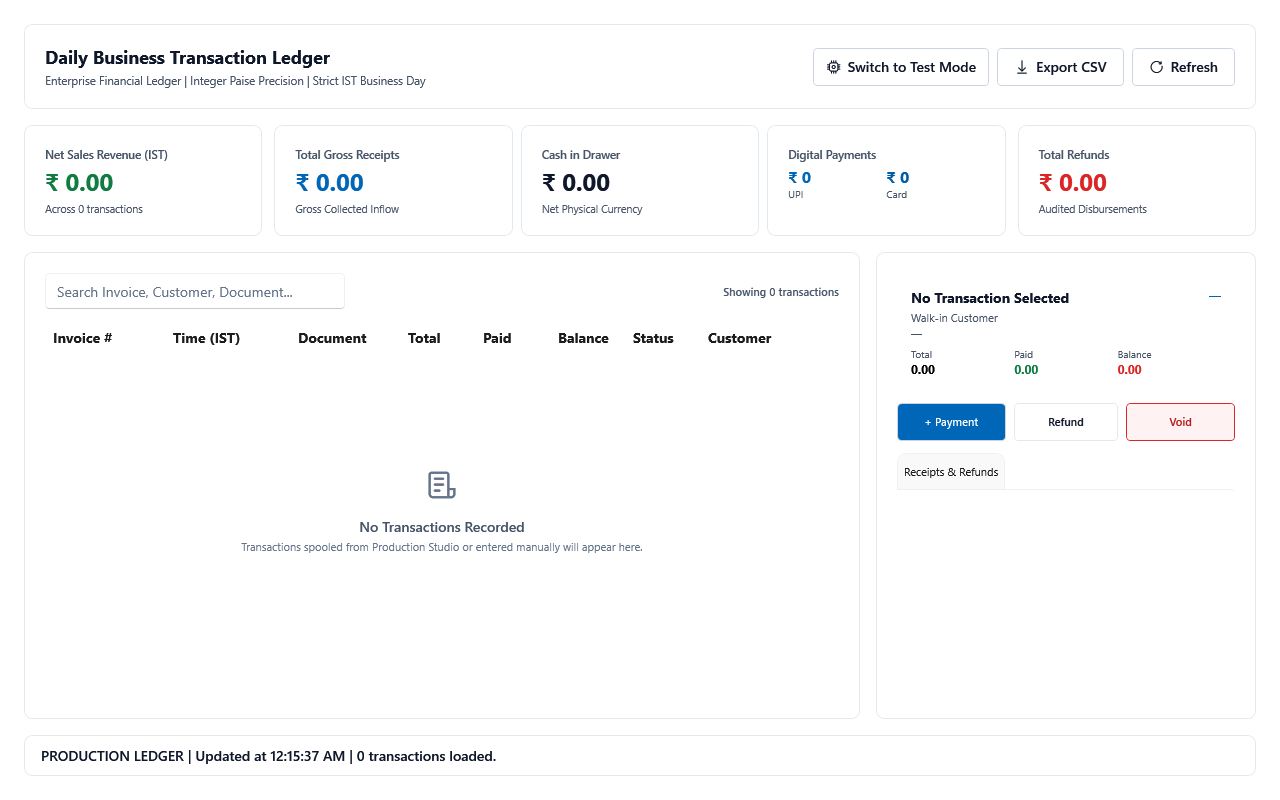 Daily Business Transaction Ledger
Enterprise Financial Ledger | Integer Paise Precision | Strict IST Business Day
Switch to Test Mode
Export CSV
Refresh
Net Sales Revenue (IST)
₹ 0.00
Across 0 transactions
Total Gross Receipts
₹ 0.00
Gross Collected Inflow
Cash in Drawer
₹ 0.00
Net Physical Currency
Digital Payments
₹ 0 ₹ 0
UPI Card
Total Refunds
₹ 0.00
Audited Disbursements
Search Invoice, Customer, Document...
Showing 0 transactions
Invoice # Time (IST) Document Total Paid Balance Status Customer
No Transactions Recorded
Transactions spooled from Production Studio or entered manually will appear here.
No Transaction Selected —
Walk-in Customer
—
Total Paid Balance
0.00 0.00 0.00
+ Payment Refund Void
Receipts & Refunds
PRODUCTION LEDGER | Updated at 12:15:37 AM | 0 transactions loaded.